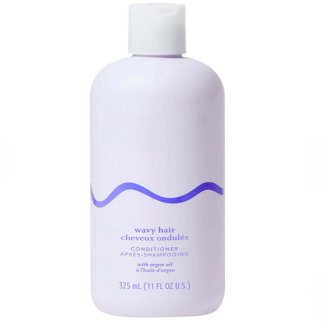 wavy hair
cheveux ondulés
CONDITIONER
APRÈS-SHAMPOOING
with argan oil
à l'huile d'argan
325 mL (11 FL OZ U.S.)